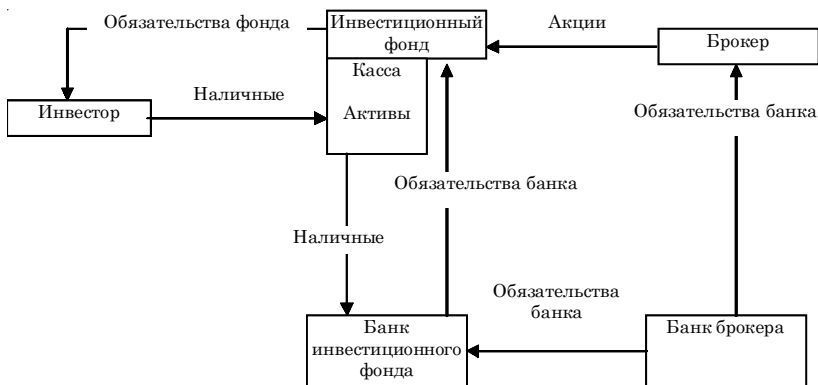 Обязательства фонда
Инвестиционный
фонд
Акции
Брокер
Касса
Наличные
Инвестор
Активы
Обязательства банка
Обязательства банка
Наличные
Обязательства
банка
Банк
инвестиционного
фонда
Банк брокера